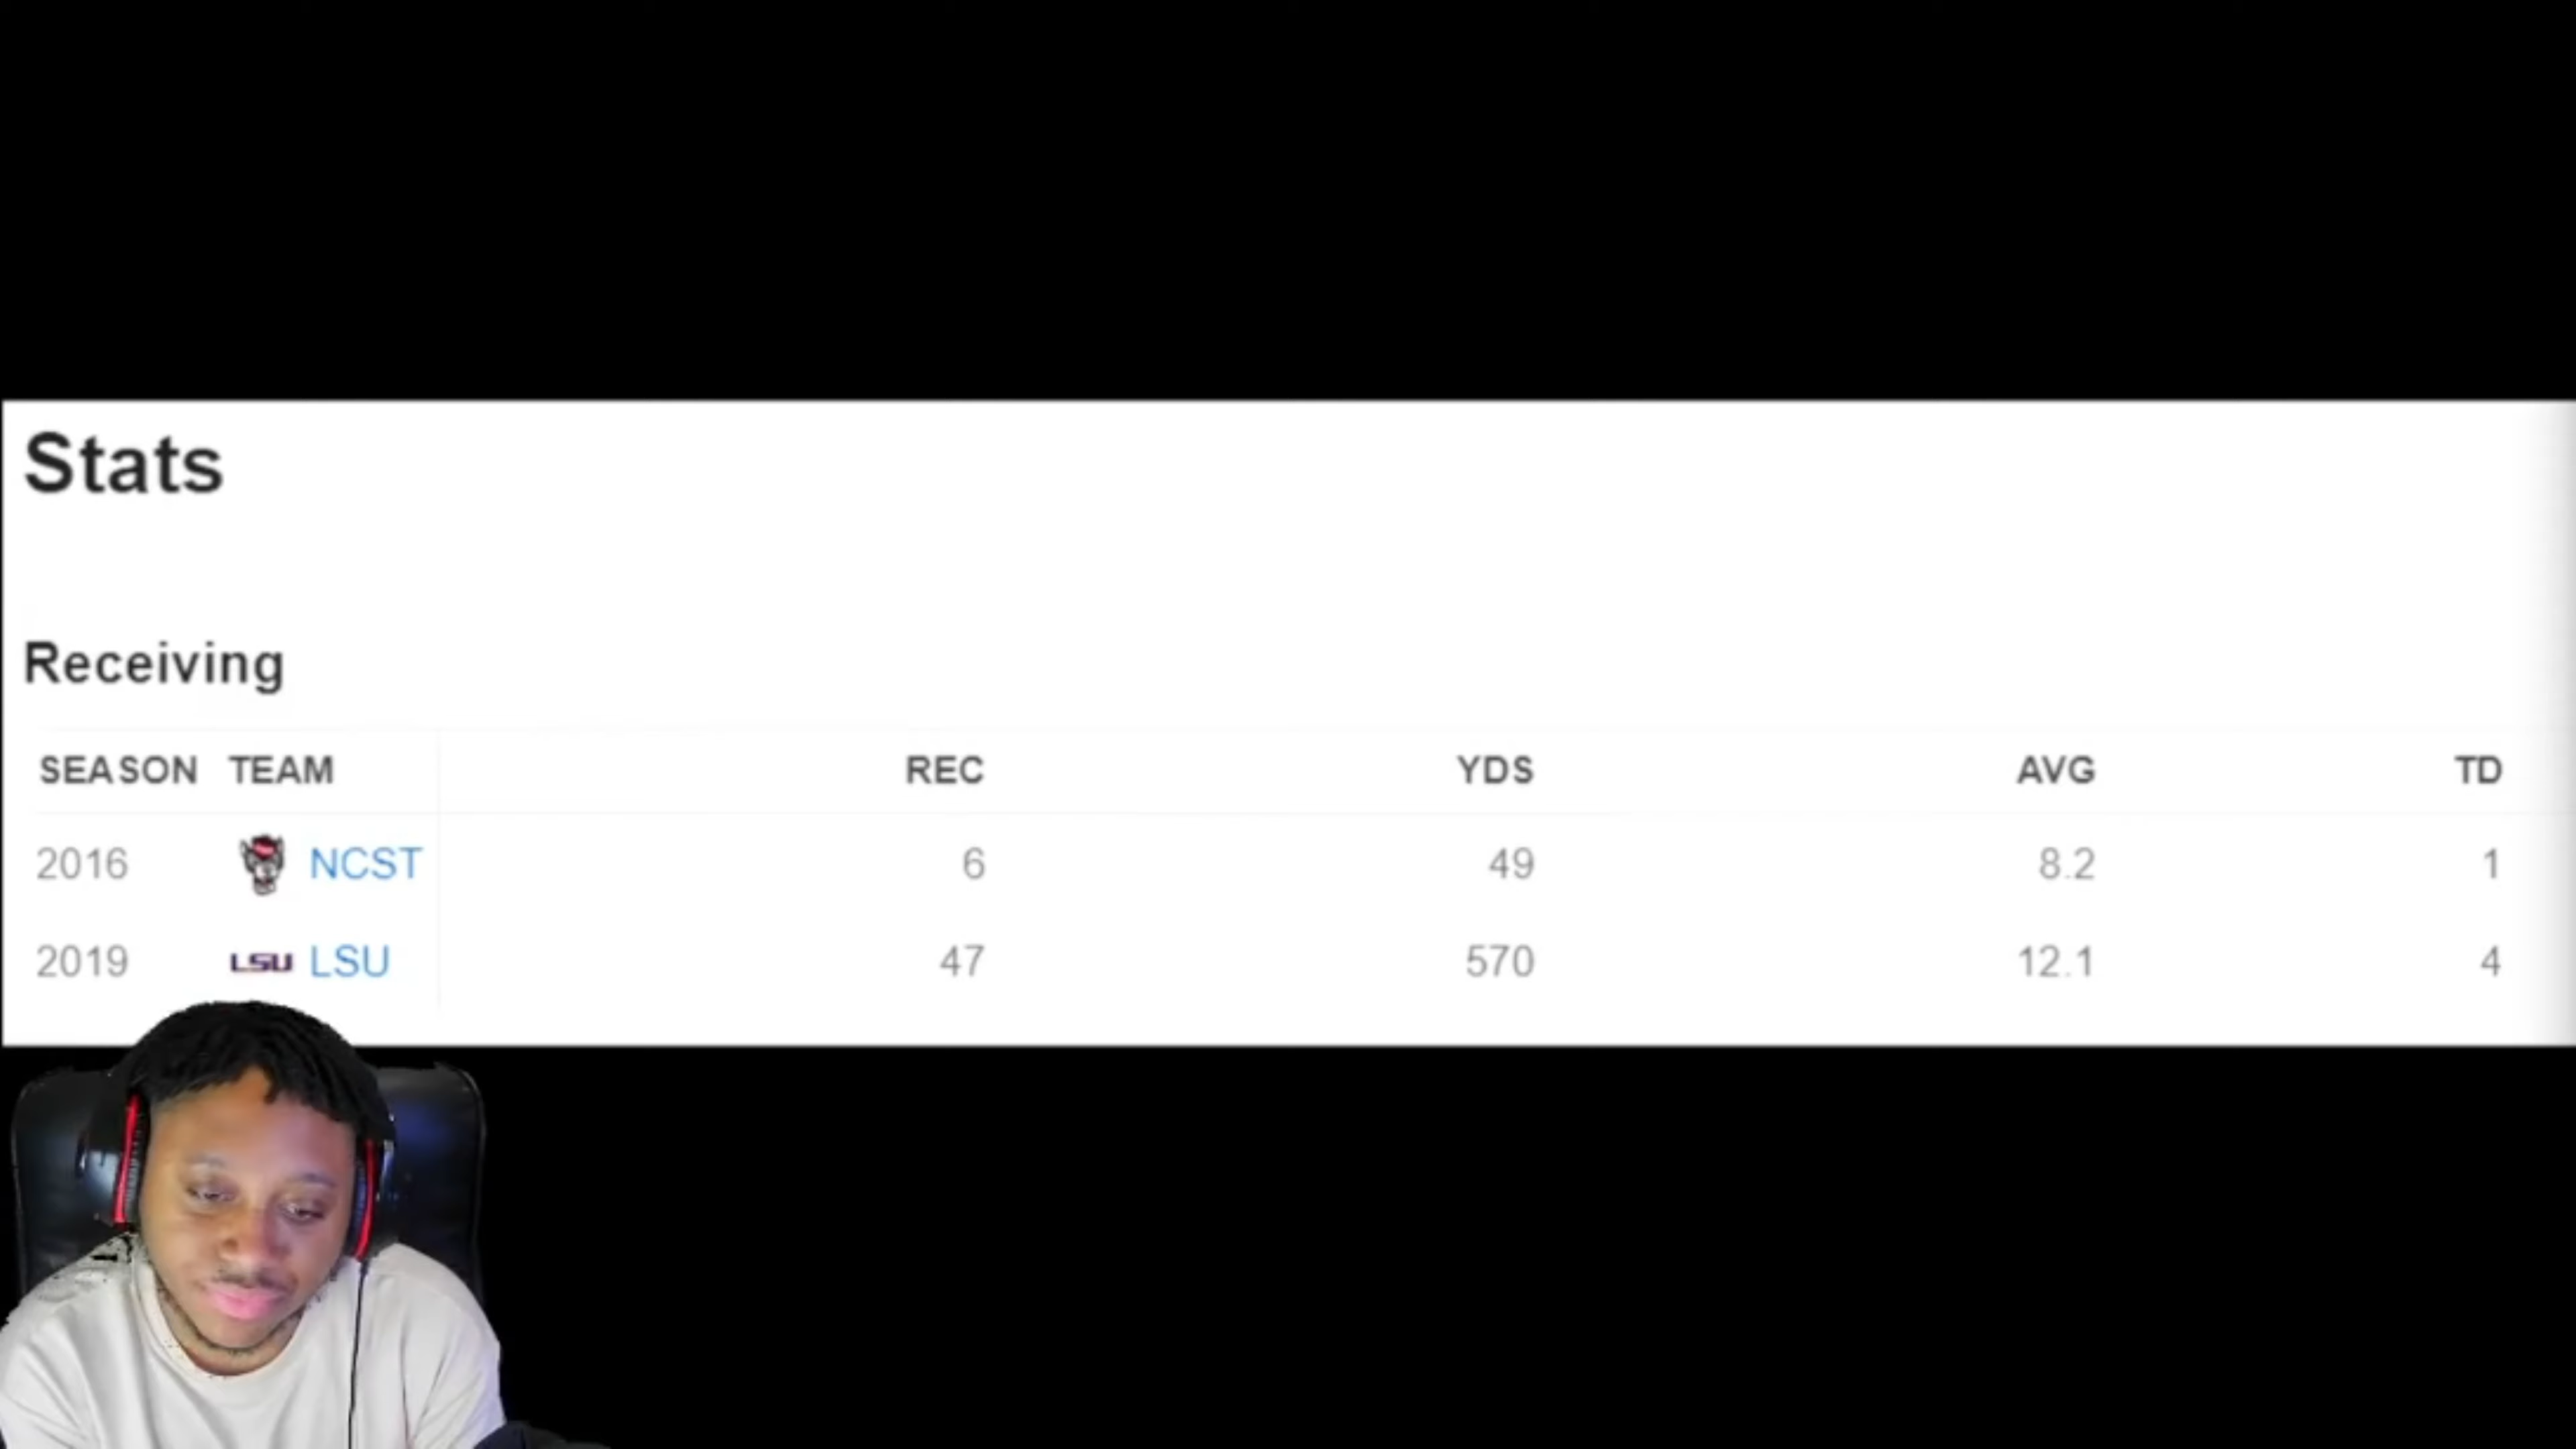 Stats
Receiving
SEASON TEAM REC YDS AVG TD
2016 NCST 6 49 8.2 1
2019 LSU LSU 47 570 12.1 4